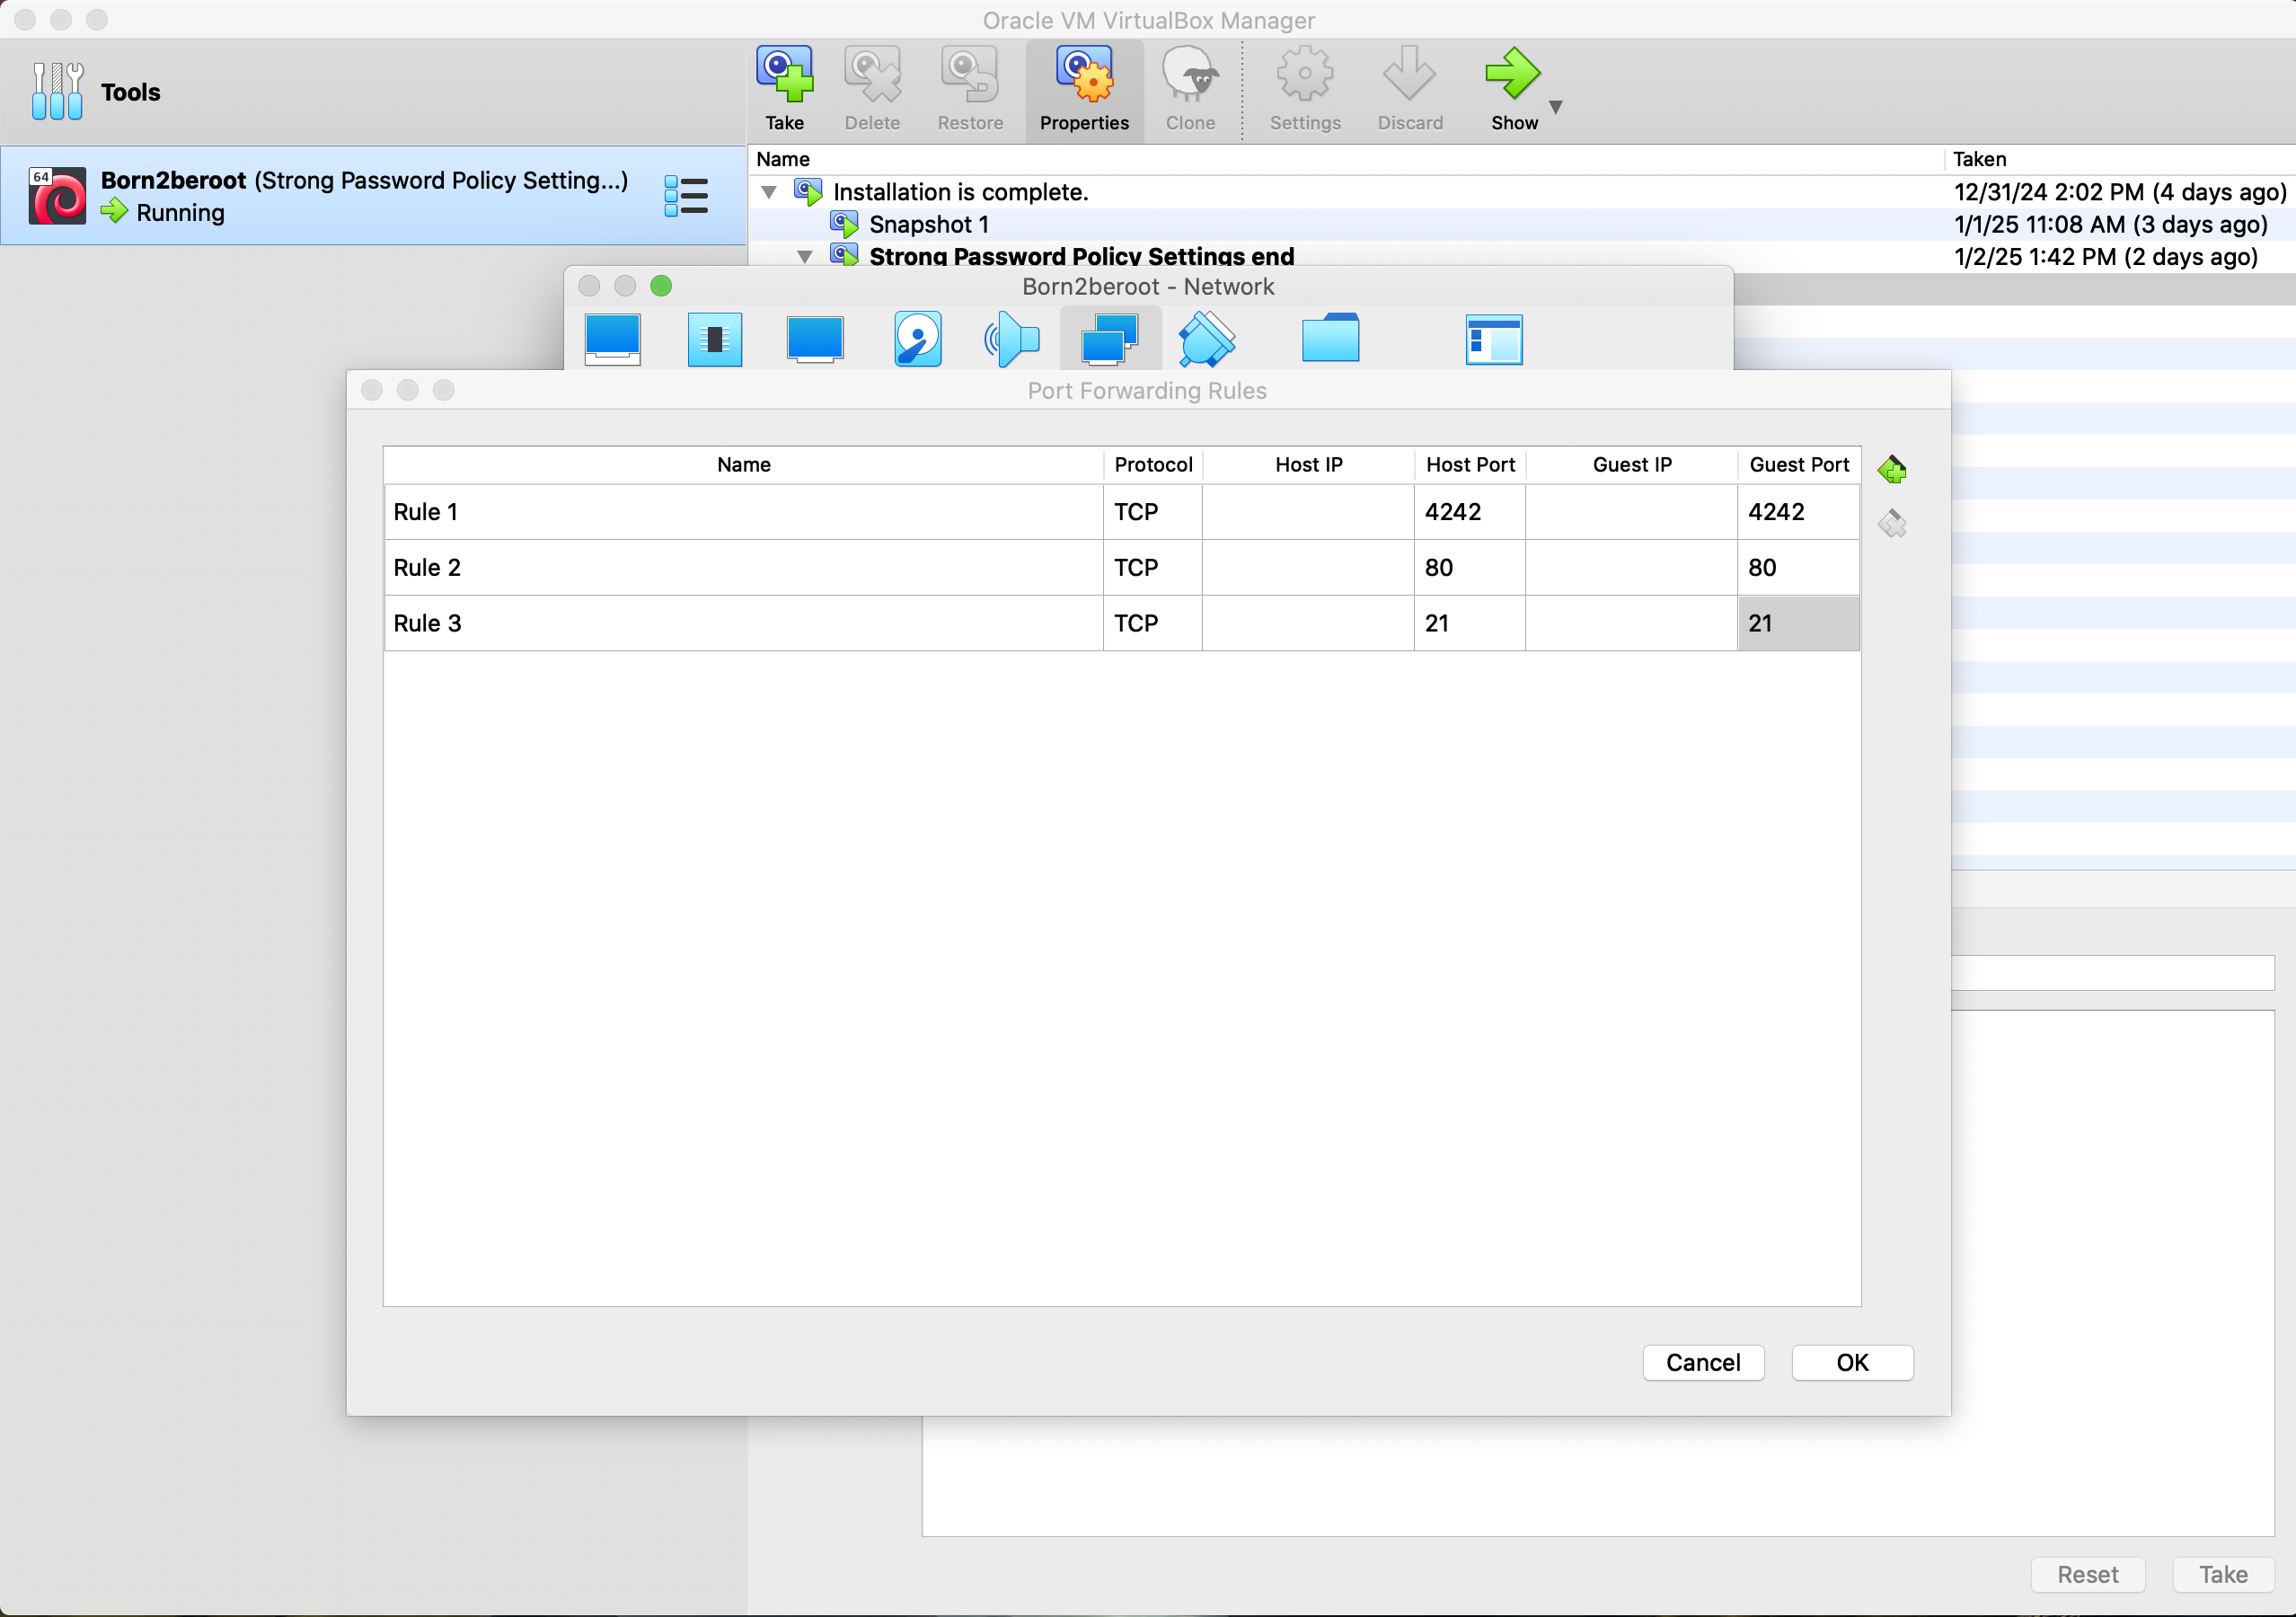 Oracle VM VirtualBox Manager
Tools
Take Delete Restore Properties Clone Settings Discard Show
64
Born2beroot (Strong Password Policy Setting...)
Running
Name Taken
Installation is complete. 12/31/24 2:02 PM (4 days ago)
Snapshot 1 1/1/25 11:08 AM (3 days ago)
Strong Password Policy Settings end 1/2/25 1:42 PM (2 days ago)
Born2beroot - Network
Port Forwarding Rules
Name Protocol Host IP Host Port Guest IP Guest Port
Rule 1 TCP 4242 4242
Rule 2 TCP 80 80
Rule 3 TCP 21 21
Cancel OK
Reset Take